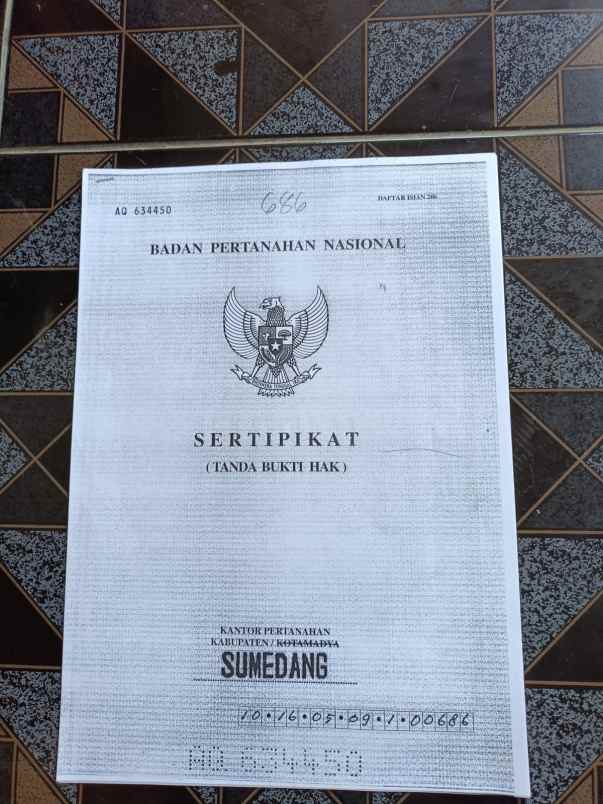 686
AQ 634450
DAFTAR ISIAN 206
BADAN PERTANAHAN NASIONAL
SERTIPIKAT
( TANDA BUKTI HAK )
KANTOR PERTANAHAN
KABUPATEN / KOTAMADYA
SUMEDANG
10.16.05.09.1.00686
AQ 634450